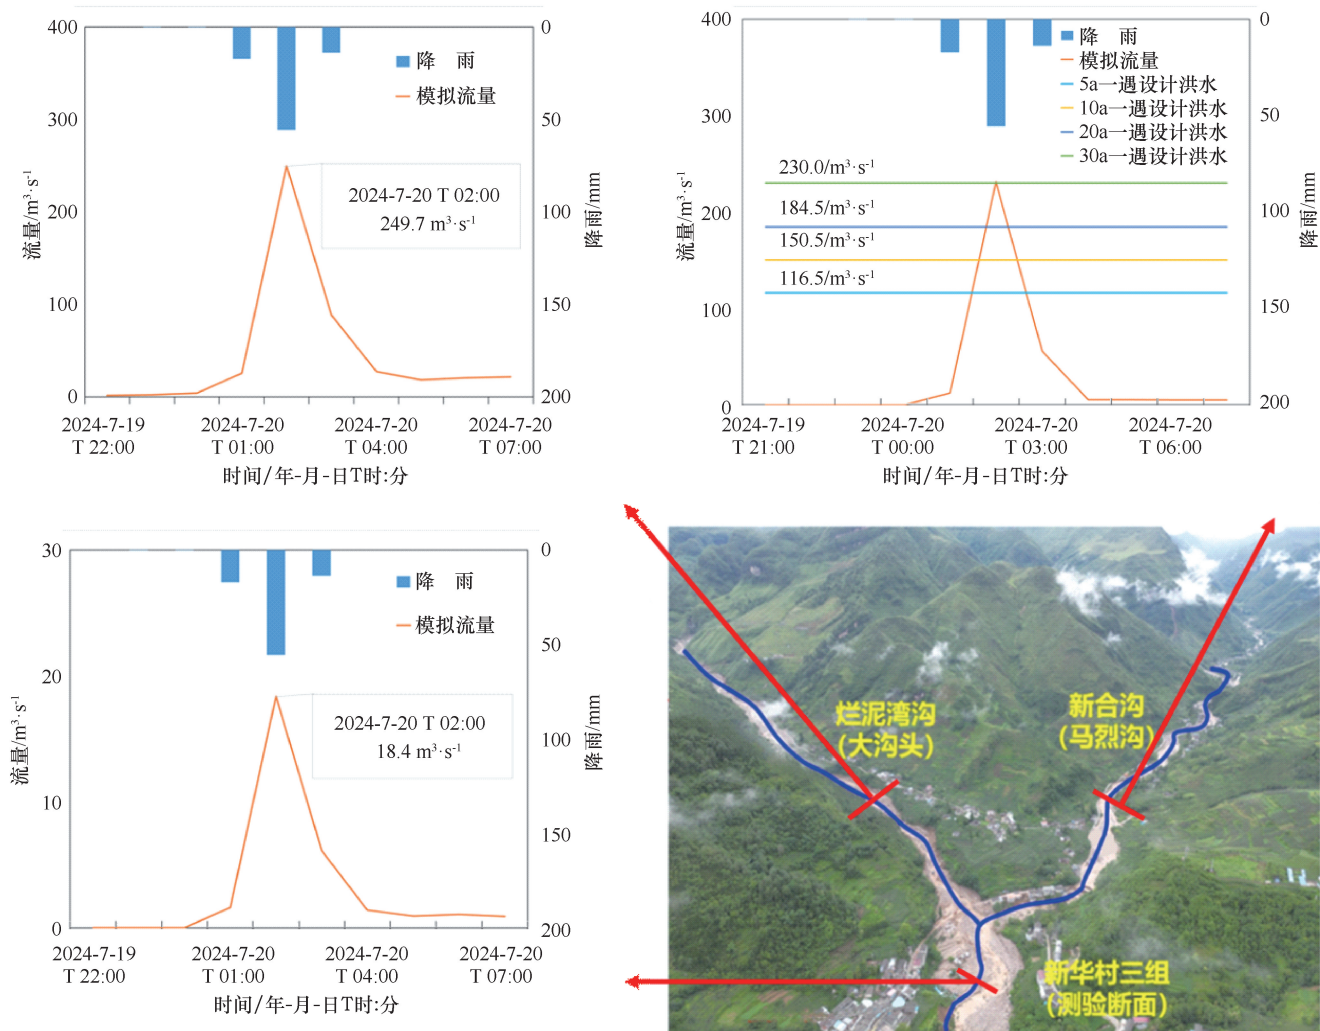 400
300
200
100
0
流量/m³·s⁻¹
0
50
100
150
200
降雨/mm
降 雨
模拟流量
2024-7-20 T 02:00
249.7 m³·s⁻¹
2024-7-19 2024-7-20 2024-7-20 2024-7-20
T 22:00 T 01:00 T 04:00 T 07:00
时间/年-月-日T时:分
400
300
200
100
0
流量/m³·s⁻¹
0
50
100
150
200
降雨/mm
降 雨
模拟流量
5a一遇设计洪水
10a一遇设计洪水
20a一遇设计洪水
30a一遇设计洪水
230.0/m³·s⁻¹
184.5/m³·s⁻¹
150.5/m³·s⁻¹
116.5/m³·s⁻¹
2024-7-19 2024-7-20 2024-7-20 2024-7-20
T 21:00 T 00:00 T 03:00 T 06:00
时间/年-月-日T时:分
30
20
10
0
流量/m³·s⁻¹
0
50
100
150
200
降雨/mm
降 雨
模拟流量
2024-7-20 T 02:00
18.4 m³·s⁻¹
2024-7-19 2024-7-20 2024-7-20 2024-7-20
T 22:00 T 01:00 T 04:00 T 07:00
时间/年-月-日T时:分
烂泥湾沟
(大沟头)
新合沟
(马烈沟)
新华村三组
(测验断面)